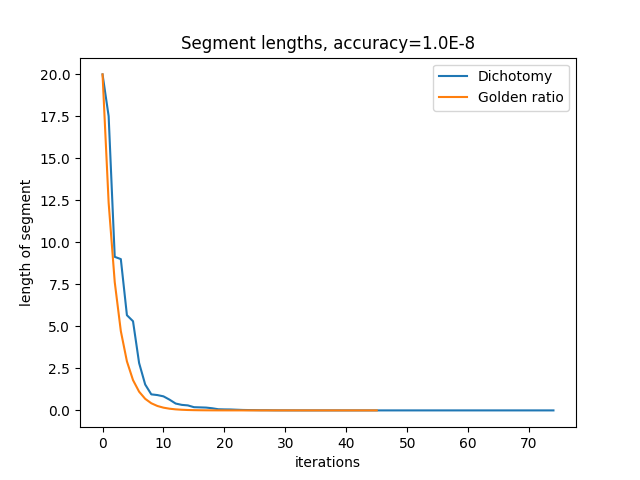 Segment lengths, accuracy=1.0E-8
Dichotomy
Golden ratio
length of segment
20.0
17.5
15.0
12.5
10.0
7.5
5.0
2.5
0.0
0 10 20 30 40 50 60 70
iterations